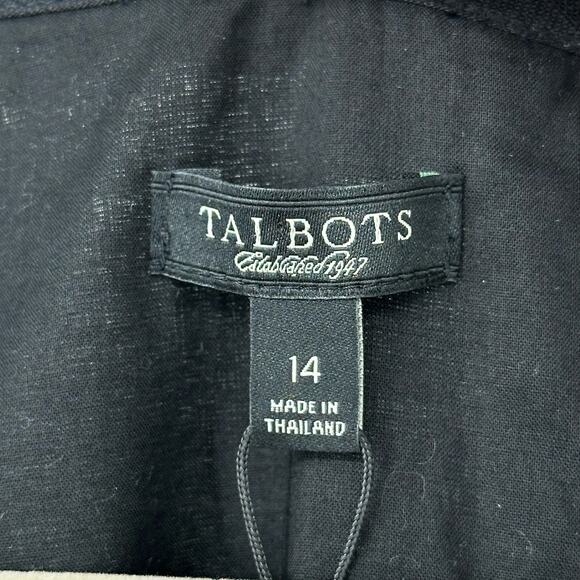 TALBOTS
Established 1947
14
MADE IN
THAILAND